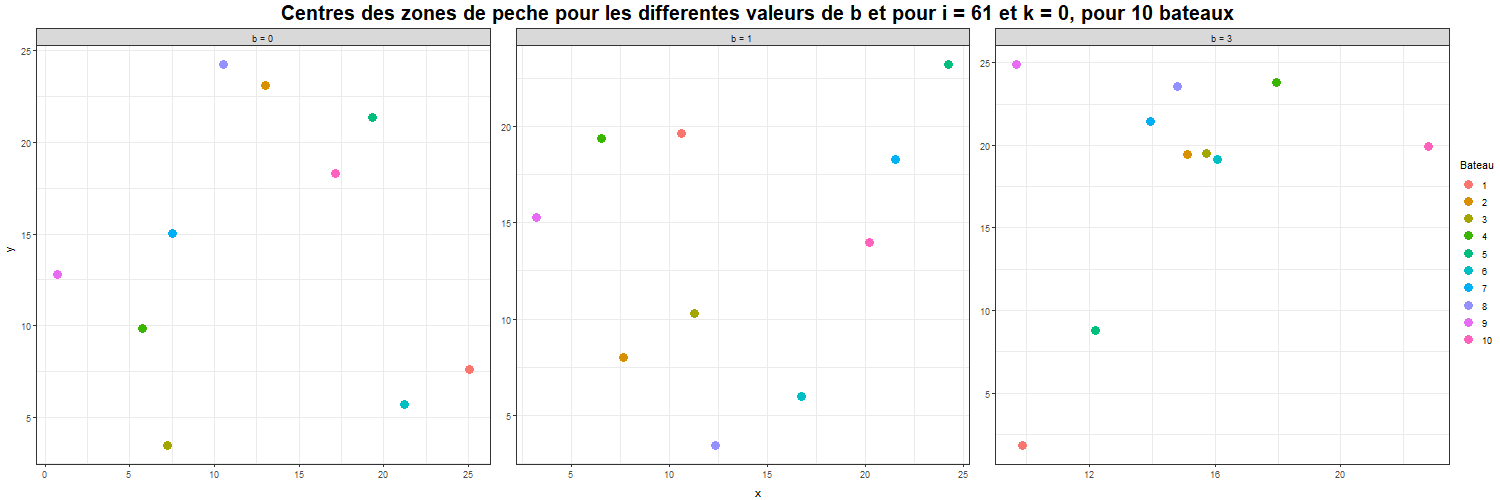 Centres des zones de peche pour les differentes valeurs de b et pour i = 61 et k = 0, pour 10 bateaux
b = 0
b = 1
b = 3
y
25
20
15
10
5
0 5 10 15 20 25
20
15
10
5
5 10 15 20 25
25
20
15
10
5
12 16 20
x
Bateau
1
2
3
4
5
6
7
8
9
10